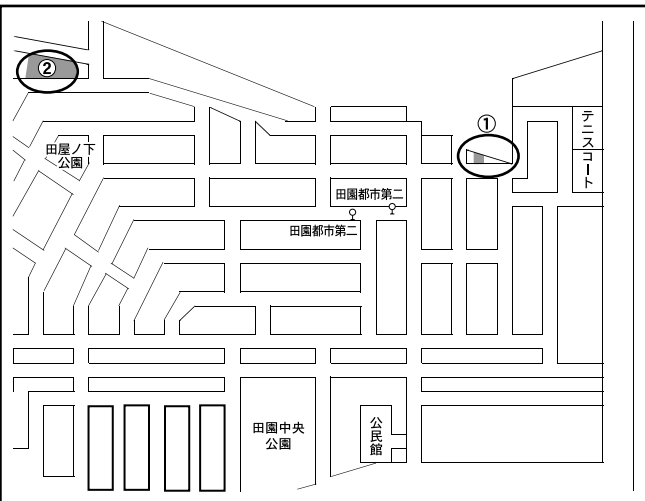 ②
①
テニスコート
田屋ノ下
公園
田園都市第二
田園都市第二
田園中央
公園
公民館